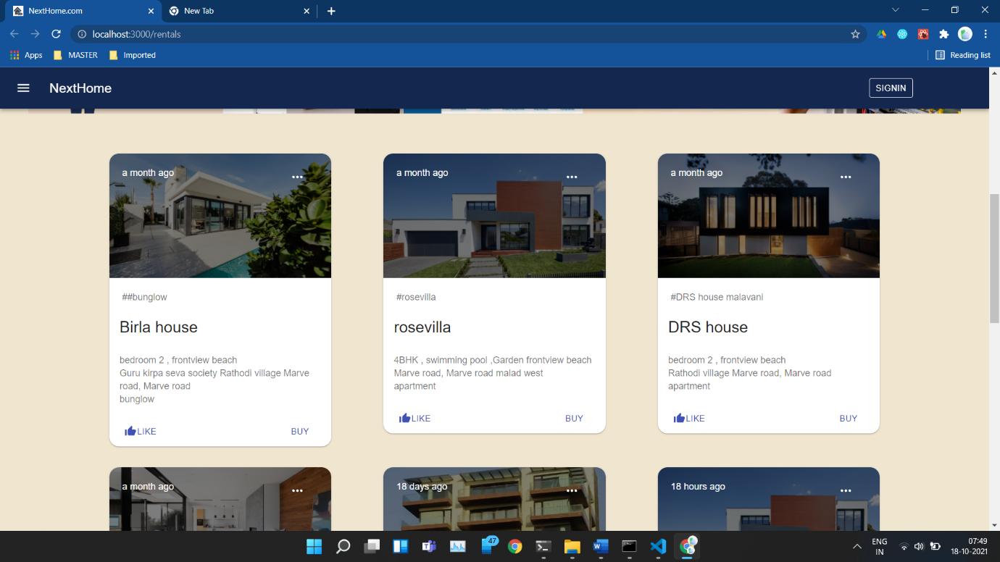 NextHome.com
New Tab
localhost:3000/rentals
Apps
MASTER
Imported
Reading list
NextHome
SIGNIN
a month ago
a month ago
a month ago
##bunglow
#rosevilla
#DRS house malavani
Birla house
rosevilla
DRS house
bedroom 2 , frontview beach
Guru kirpa seva society Rathodi village Marve
road, Marve road
bunglow
4BHK , swimming pool ,Garden frontview beach
Marve road, Marve road malad west
apartment
bedroom 2 , frontview beach
Rathodi village Marve road, Marve road
apartment
LIKE
BUY
LIKE
BUY
LIKE
BUY
a month ago
18 days ago
18 hours ago
47
ENG
IN
07:49
18-10-2021